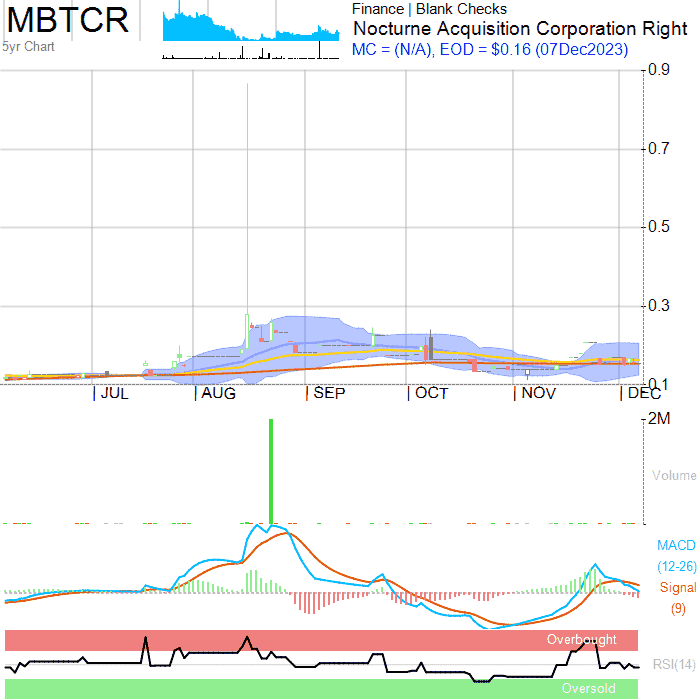 MBTCR
5yr Chart
Finance | Blank Checks
Nocturne Acquisition Corporation Right
MC = (N/A), EOD = $0.16 (07Dec2023)
0.9
0.7
0.5
0.3
0.1
JUL
AUG
SEP
OCT
NOV
DEC
2M
Volume
MACD
(12-26)
Signal
(9)
Overbought
RSI(14)
Oversold